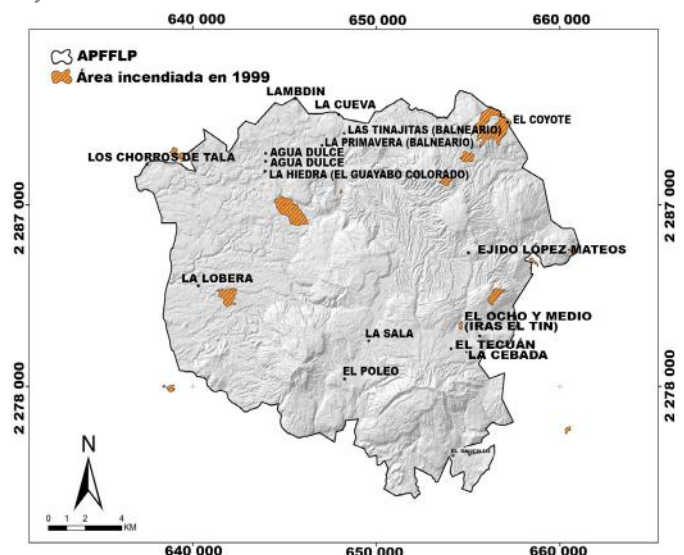 640 000 650 000 660 000
APFFLP
Área incendiada en 1999
LAMBDIN
LA CUEVA
EL COYOTE
LAS TINAJITAS (BALNEARIO)
LA PRIMAVERA (BALNEARIO)
AGUA DULCE
LOS CHORROS DE TALA
AGUA DULCE
LA HIEDRA (EL GUAYABO COLORADO)
2 287 000
2 287 000
EJIDO LÓPEZ MATEOS
LA LOBERA
EL OCHO Y MEDIO
(IRAS EL TIN)
LA SALA
EL TECUÁN
LA CEBADA
EL POLEO
2 278 000
2 278 000
N
0 1 2 4
KM
640 000 650 000 660 000